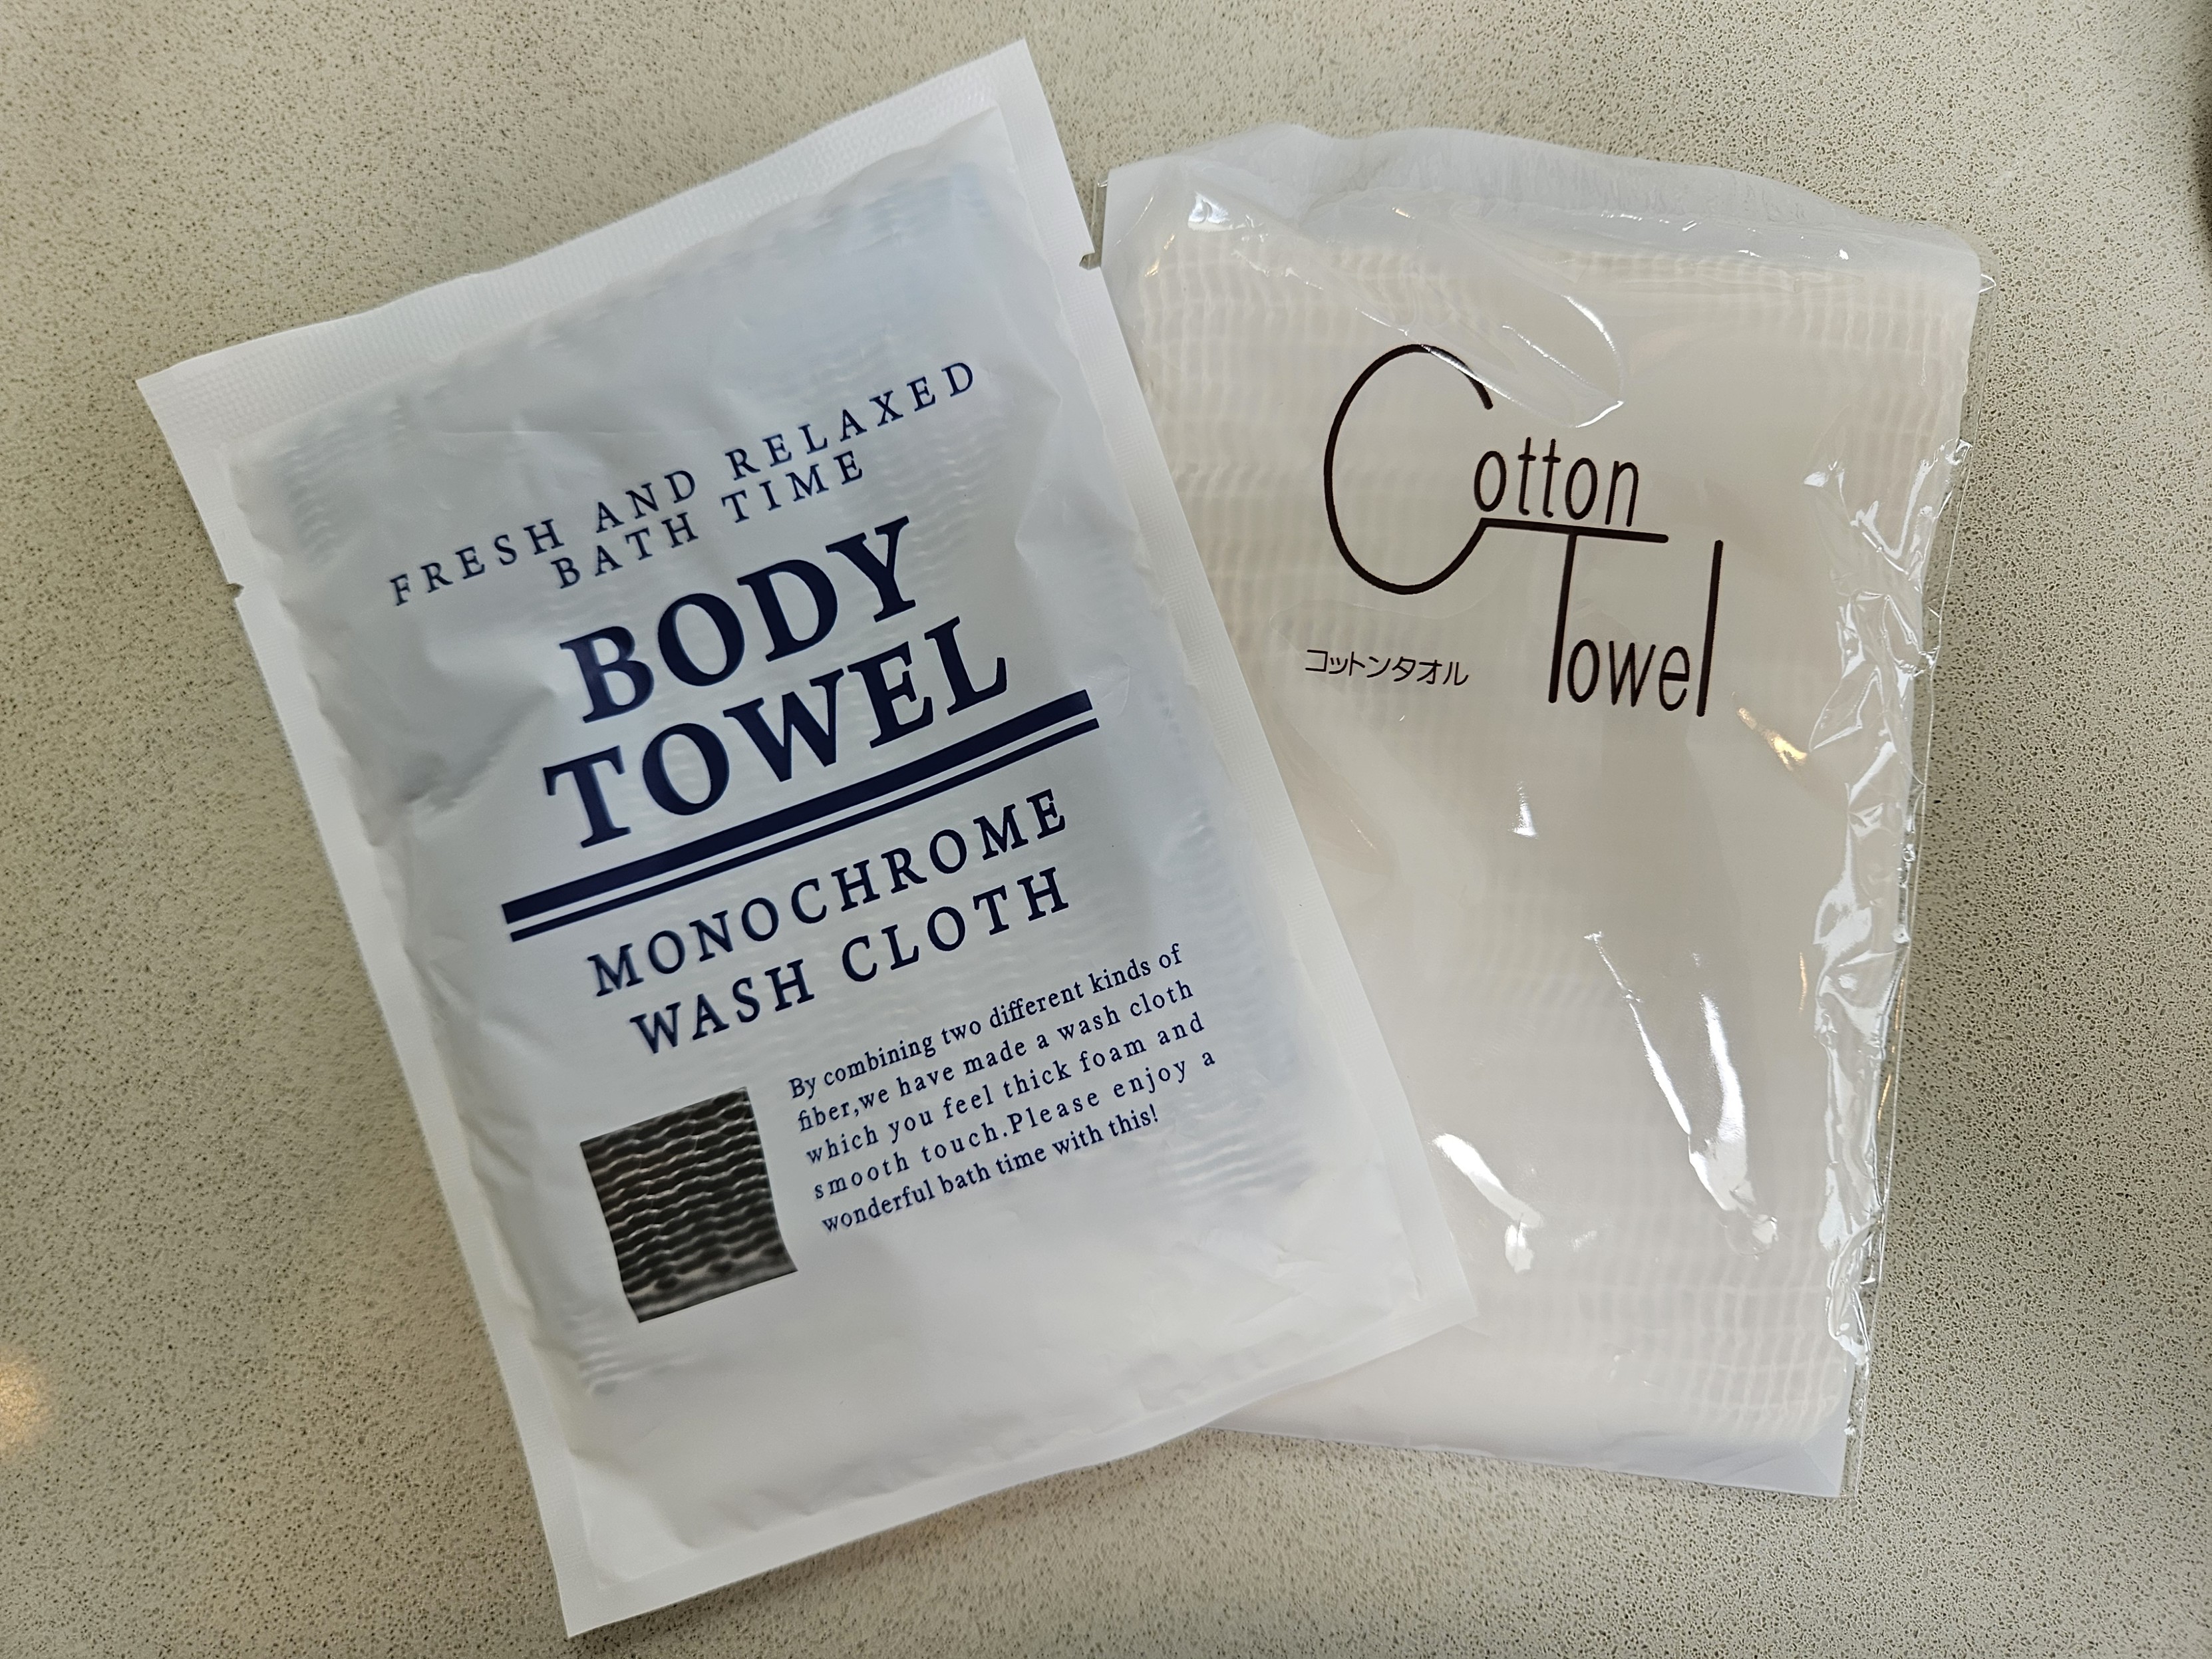 FRESH AND RELAXED
BATH TIME
BODY
TOWEL
MONOCHROME
WASH CLOTH
By combining two different kinds of
fiber,we have made a wash cloth
which you feel thick foam and
smooth touch.Please enjoy a
wonderful bath time with this!
Cotton
Towel
コットンタオル